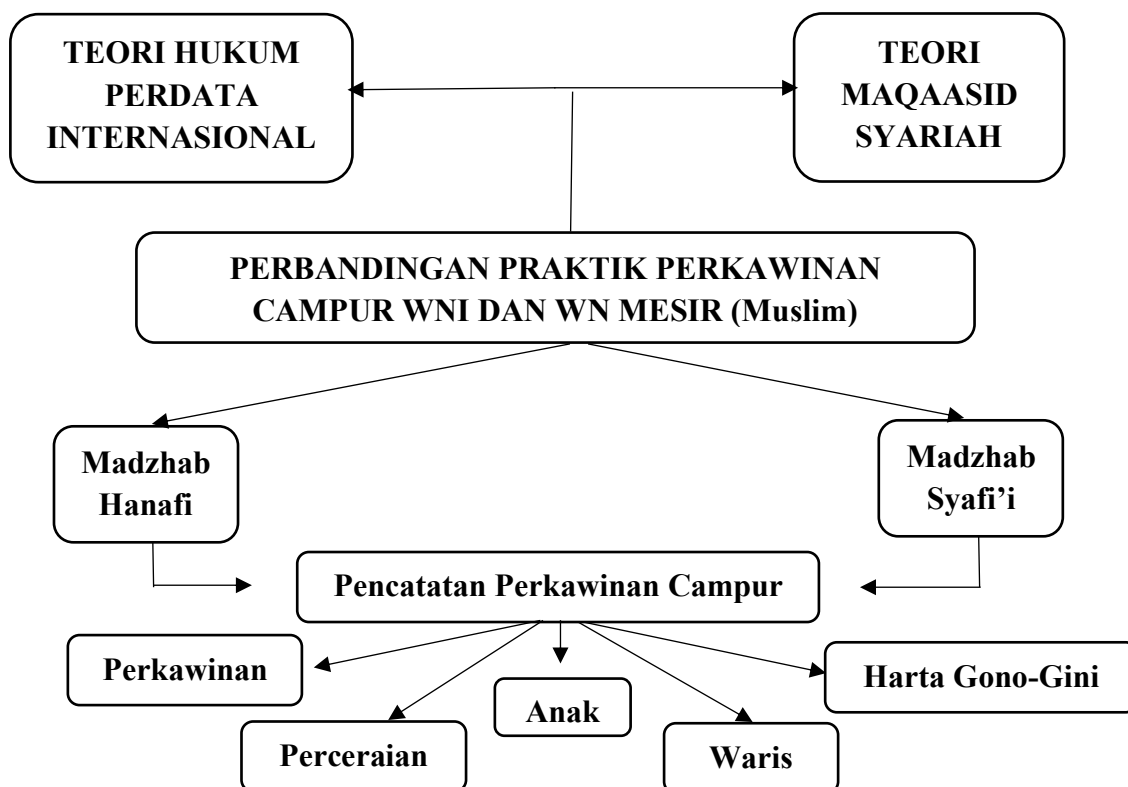 TEORI HUKUM
PERDATA
INTERNASIONAL
TEORI
MAQAASID
SYARIAH
PERBANDINGAN PRAKTIK PERKAWINAN
CAMPUR WNI DAN WN MESIR (Muslim)
Madzhab
Hanafi
Madzhab
Syafi’i
Pencatatan Perkawinan Campur
Perkawinan
Harta Gono-Gini
Anak
Perceraian
Waris